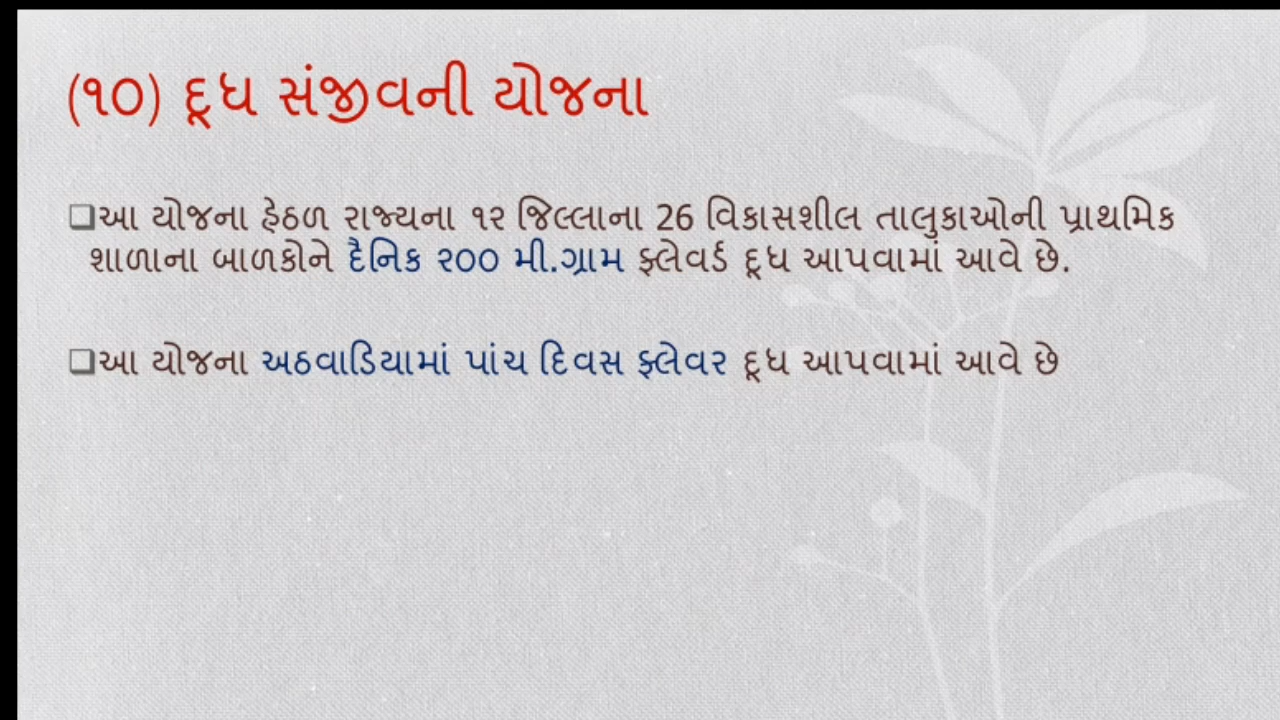 (૧૦) દૂધ સંજીવની યોજના
❑આ યોજના હેઠળ રાજ્યના ૧૨ જિલ્લાના 26 વિકાસશીલ તાલુકાઓની પ્રાથમિક
શાળાના બાળકોને દૈનિક ૨૦૦ મી.ગ્રામ ફ્લેવર્ડ દૂધ આપવામાં આવે છે.
❑આ યોજના અઠવાડિયામાં પાંચ દિવસ ફ્લેવર દૂધ આપવામાં આવે છે